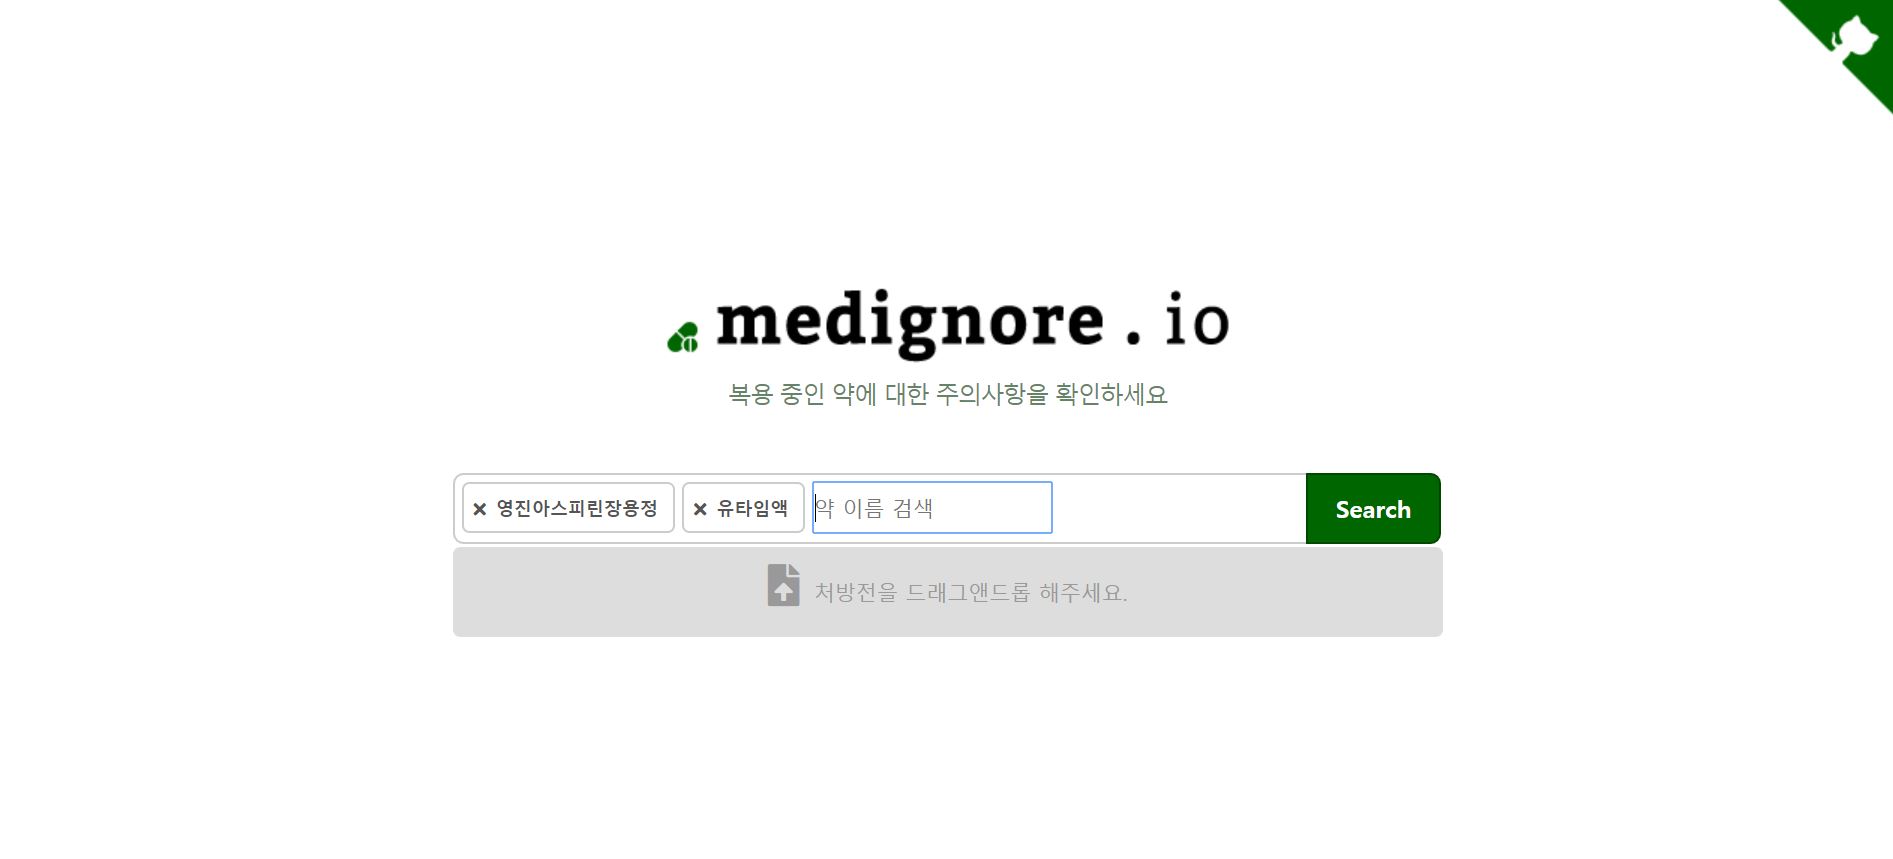 medignore . io
복용 중인 약에 대한 주의사항을 확인하세요
× 영진아스피린장용정 × 유타임액 약 이름 검색 Search
처방전을 드래그앤드롭 해주세요.